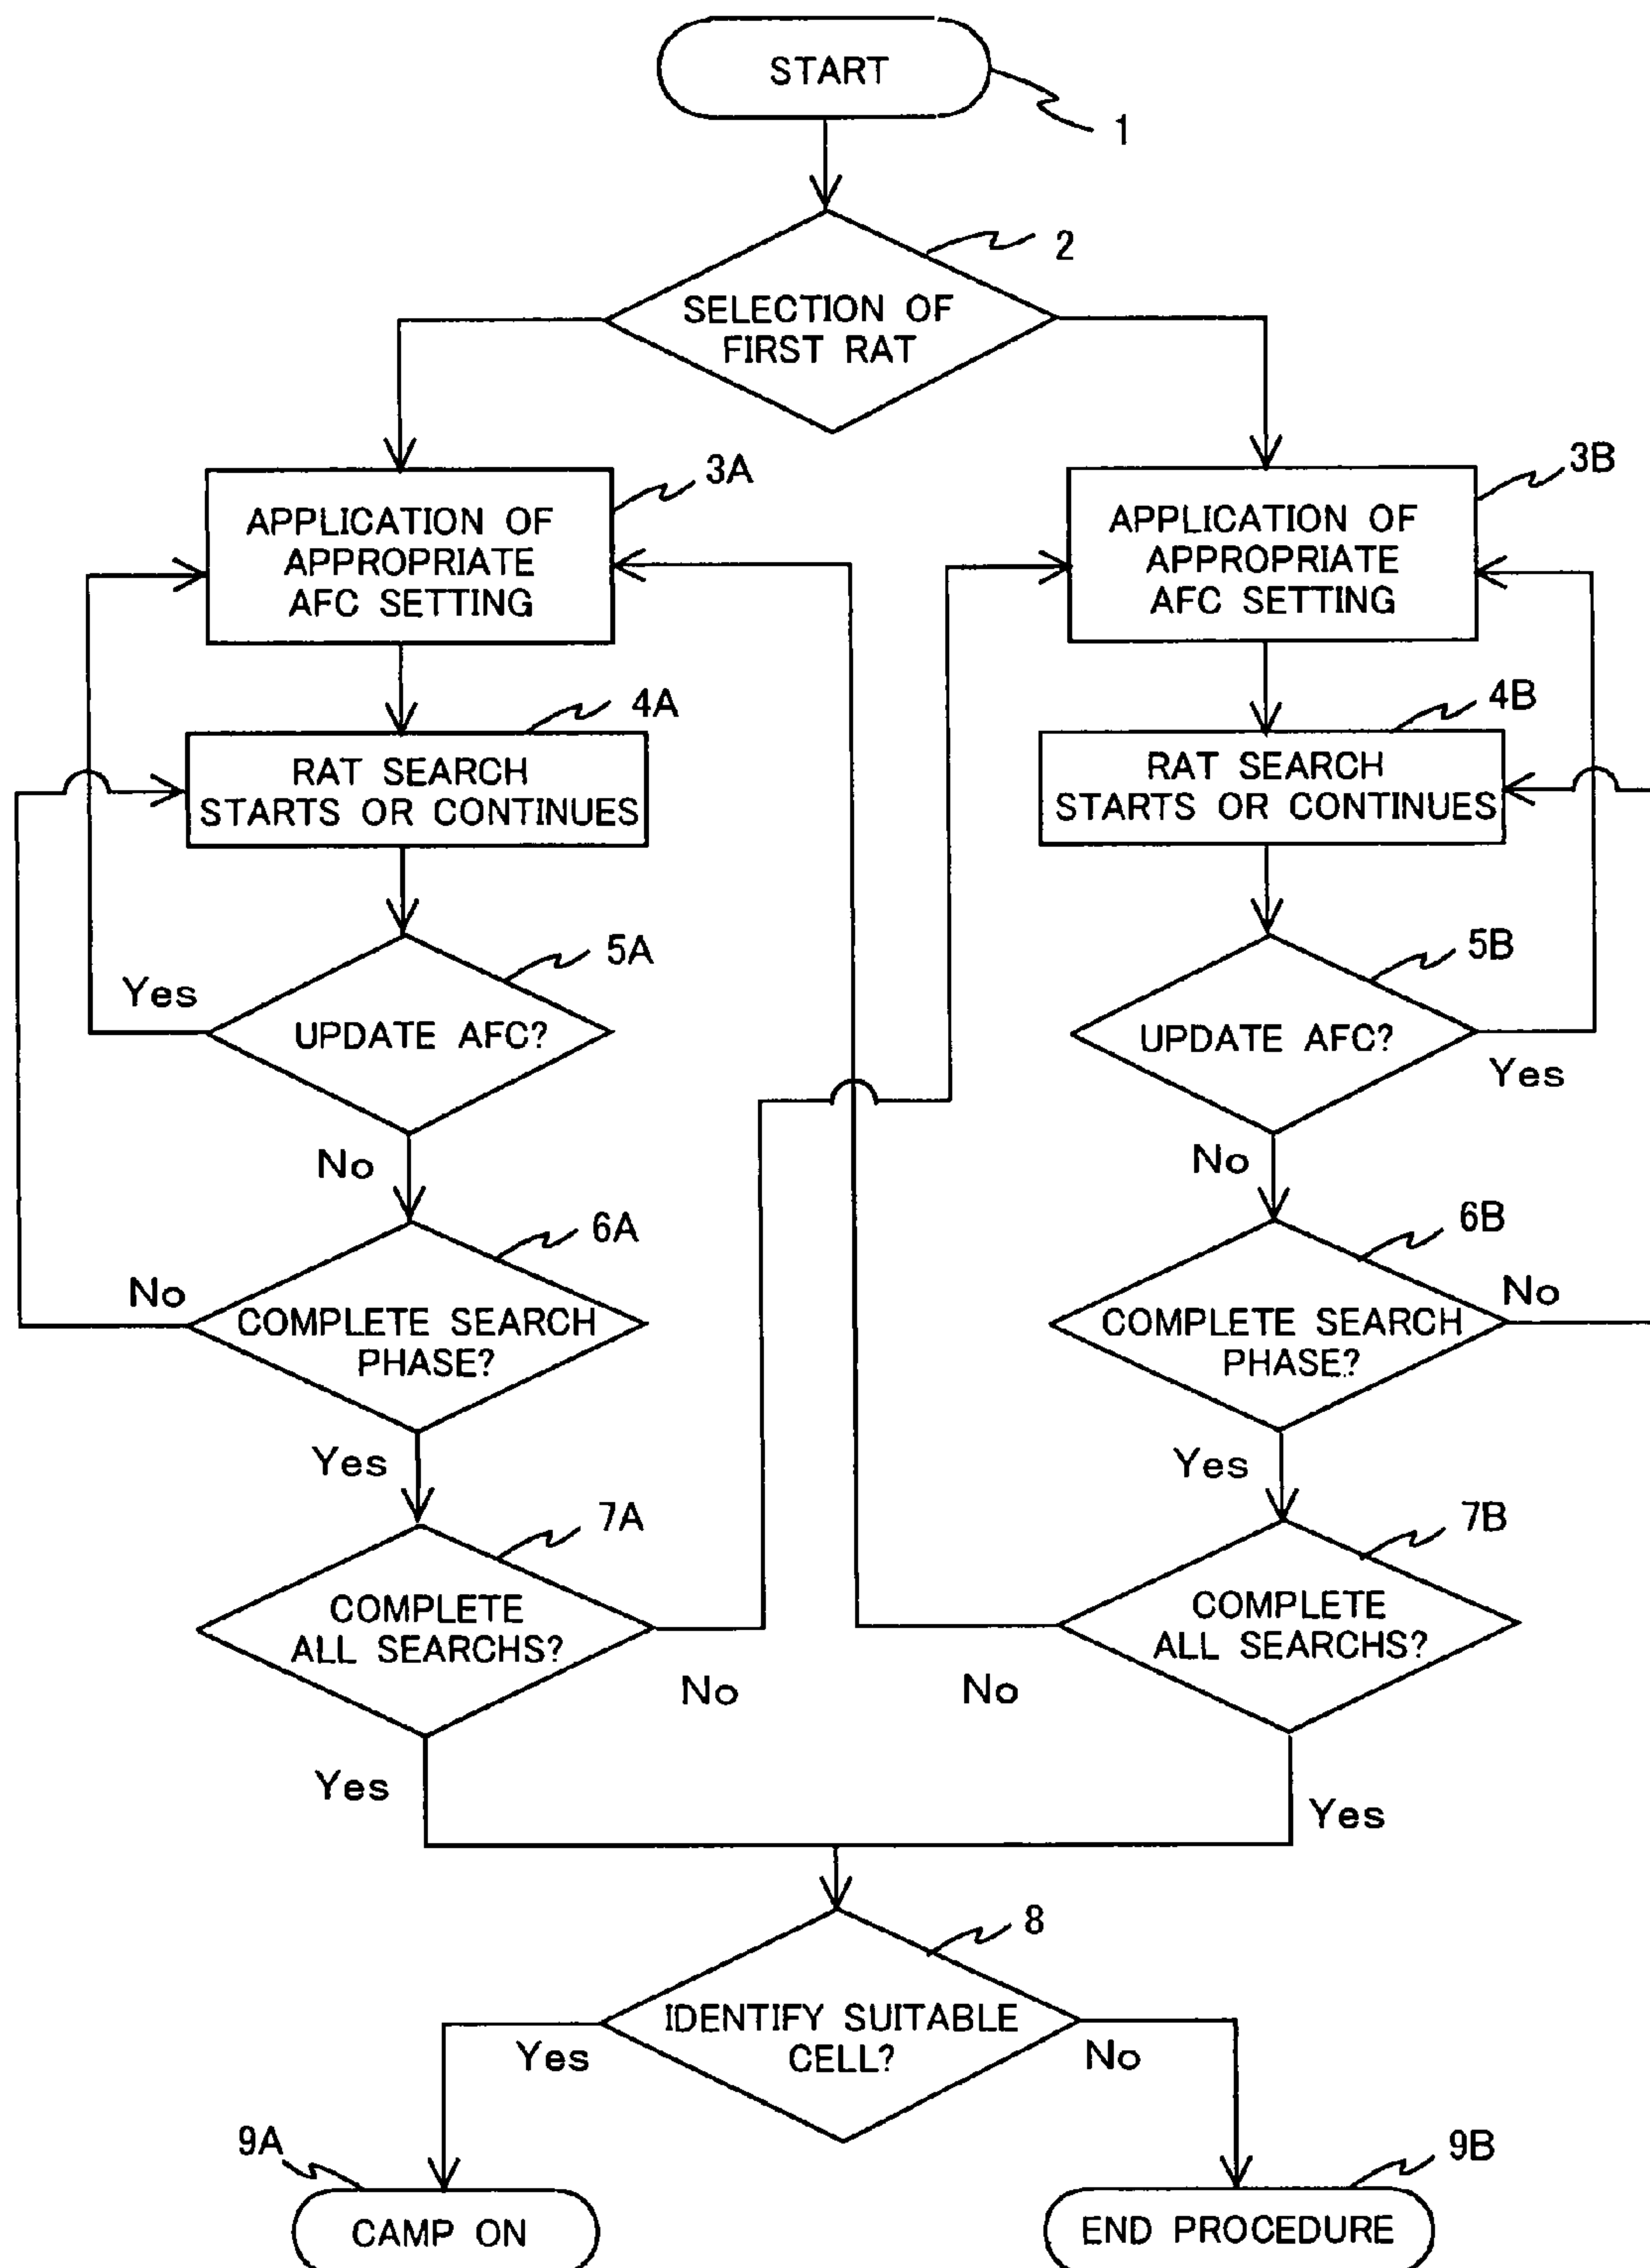 START
1
2
SELECTION OF
FIRST RAT
3A
3B
APPLICATION OF
APPROPRIATE
AFC SETTING
APPLICATION OF
APPROPRIATE
AFC SETTING
4A
4B
RAT SEARCH
STARTS OR CONTINUES
RAT SEARCH
STARTS OR CONTINUES
5A
5B
Yes
UPDATE AFC?
UPDATE AFC?
Yes
No
No
6A
6B
No
COMPLETE SEARCH
PHASE?
COMPLETE SEARCH
PHASE?
No
Yes
Yes
7A
7B
COMPLETE
ALL SEARCHS?
COMPLETE
ALL SEARCHS?
No
No
Yes
Yes
8
IDENTIFY SUITABLE
CELL?
Yes
No
9A
9B
CAMP ON
END PROCEDURE